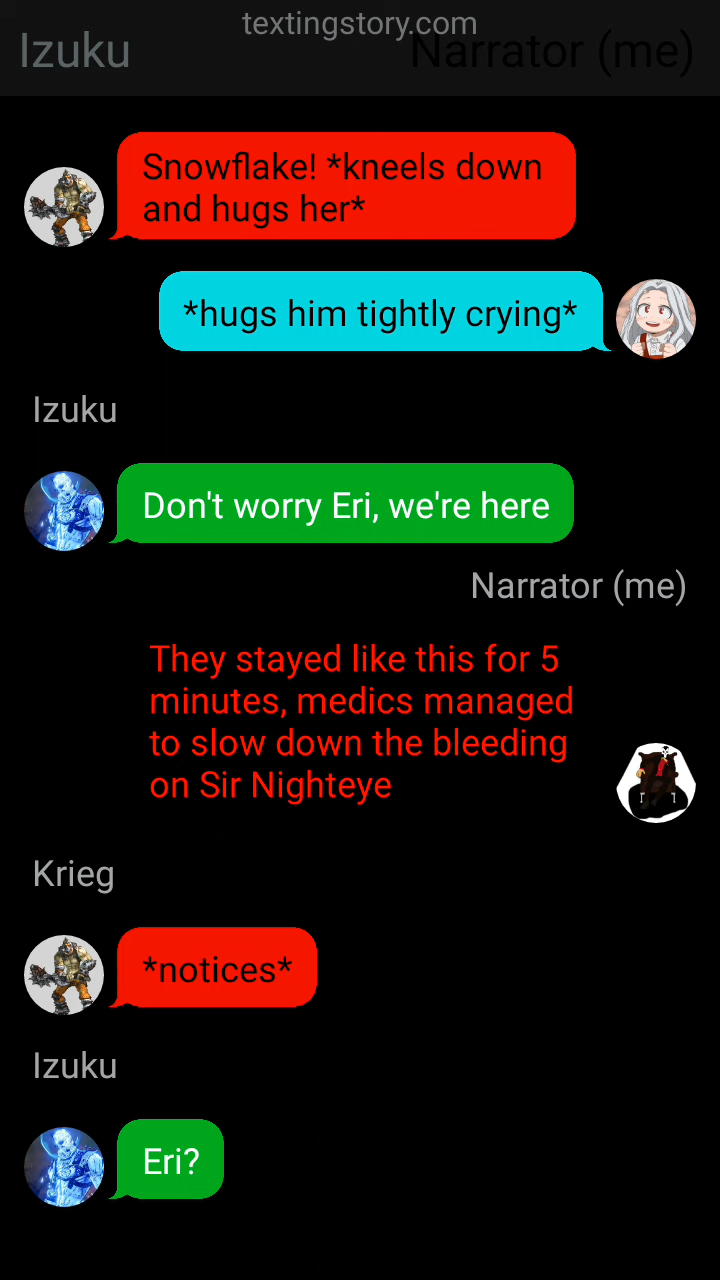 textingstory.com
Izuku
Narrator (me)
Snowflake! *kneels down
and hugs her*
*hugs him tightly crying*
Izuku
Don't worry Eri, we're here
Narrator (me)
They stayed like this for 5
minutes, medics managed
to slow down the bleeding
on Sir Nighteye
Krieg
*notices*
Izuku
Eri?